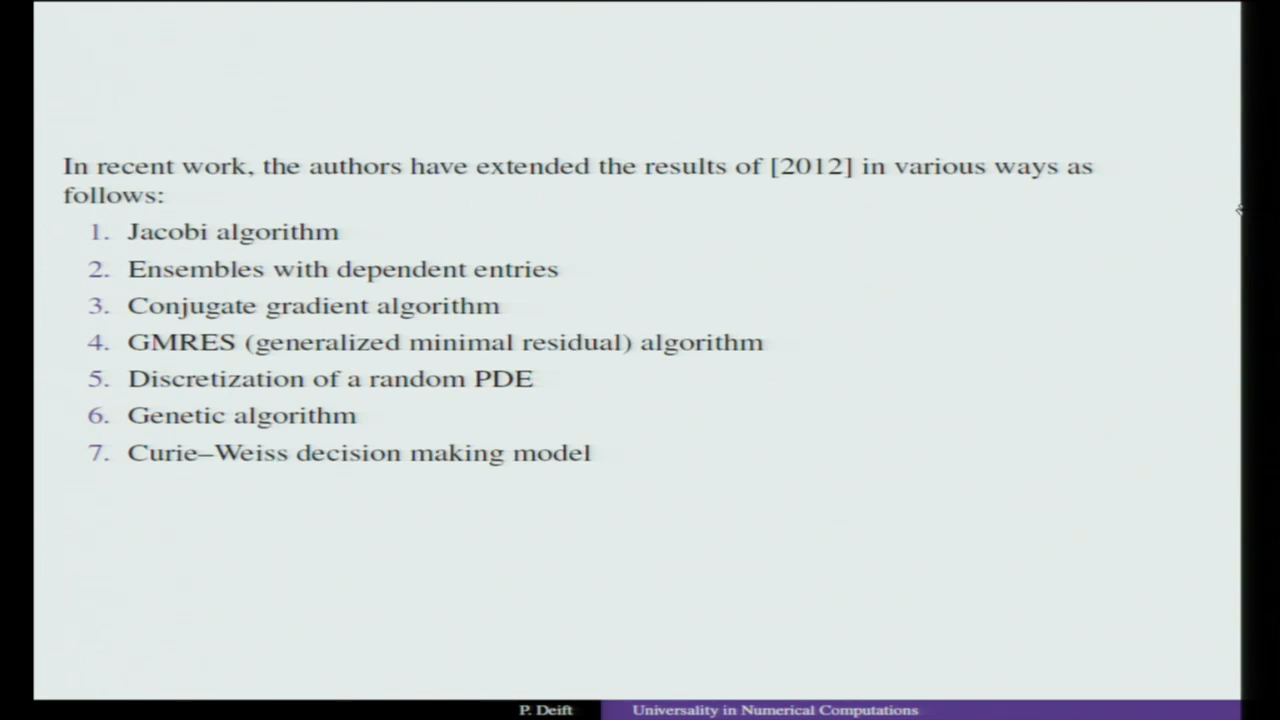 In recent work, the authors have extended the results of [2012] in various ways as
follows:
1. Jacobi algorithm
2. Ensembles with dependent entries
3. Conjugate gradient algorithm
4. GMRES (generalized minimal residual) algorithm
5. Discretization of a random PDE
6. Genetic algorithm
7. Curie–Weiss decision making model
P. Deift Universality in Numerical Computations